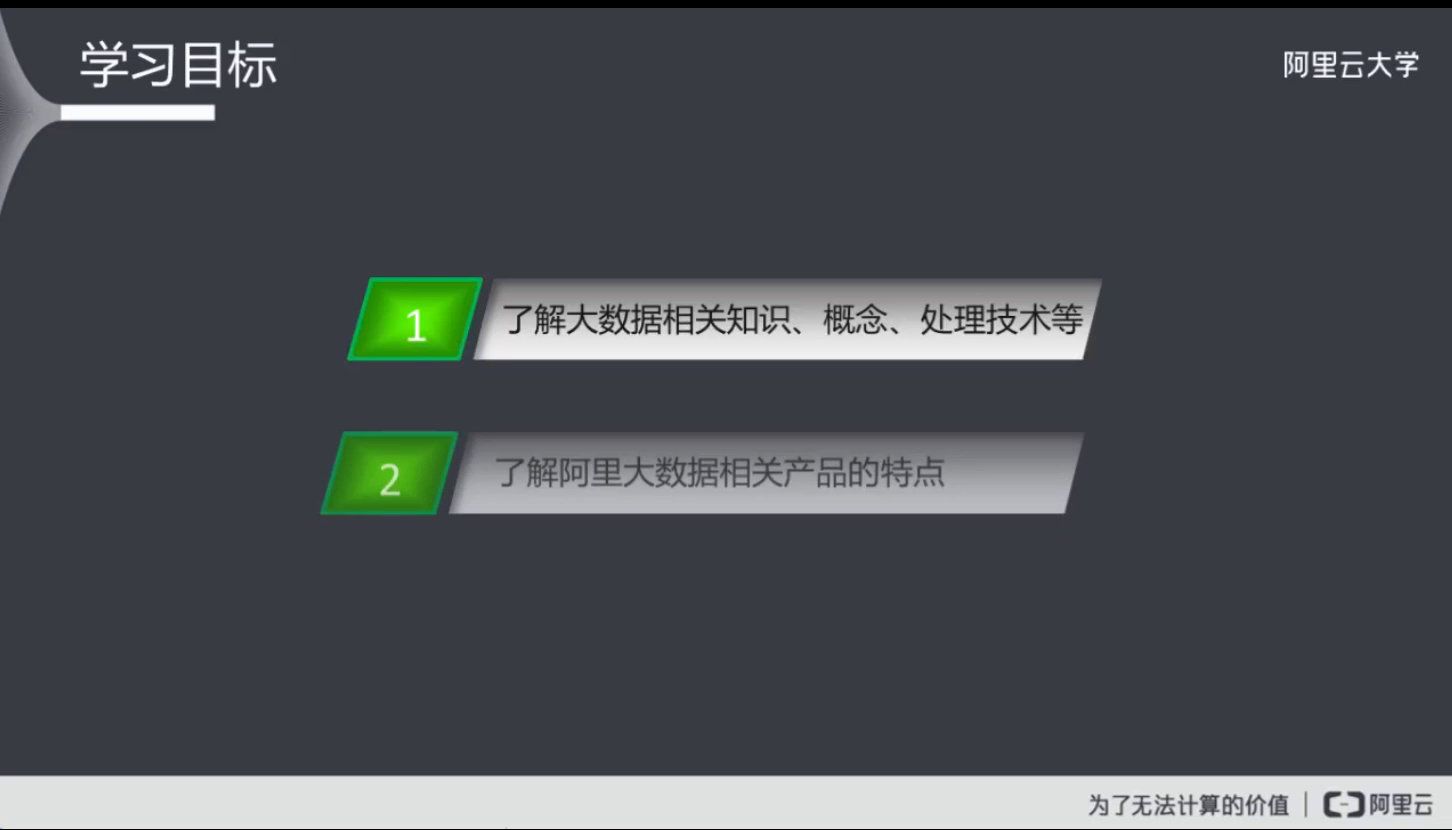 学习目标
阿里云大学
1
了解大数据相关知识、概念、处理技术等
2
了解阿里大数据相关产品的特点
为了无法计算的价值 | 阿里云